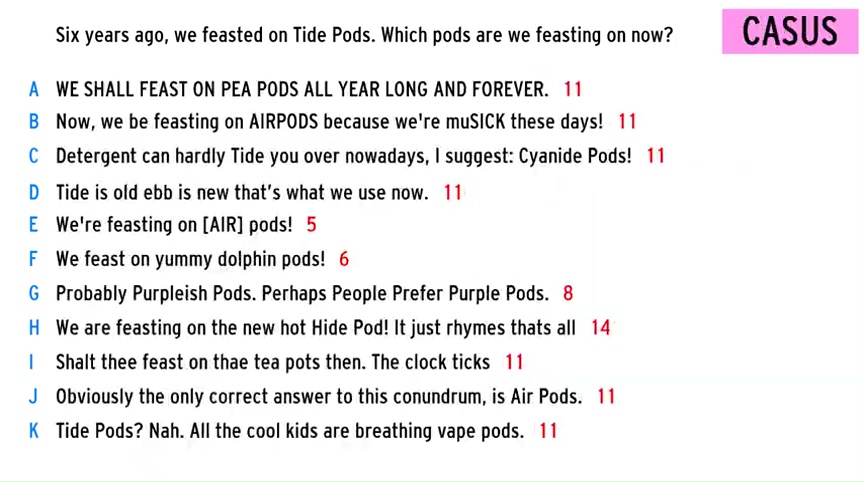 Six years ago, we feasted on Tide Pods. Which pods are we feasting on now?
CASUS
A WE SHALL FEAST ON PEA PODS ALL YEAR LONG AND FOREVER. 11
B Now, we be feasting on AIRPODS because we're muSICK these days! 11
C Detergent can hardly Tide you over nowadays, I suggest: Cyanide Pods! 11
D Tide is old ebb is new that's what we use now. 11
E We're feasting on [AIR] pods! 5
F We feast on yummy dolphin pods! 6
G Probably Purpleish Pods. Perhaps People Prefer Purple Pods. 8
H We are feasting on the new hot Hide Pod! It just rhymes thats all 14
I Shalt thee feast on thae tea pots then. The clock ticks 11
J Obviously the only correct answer to this conundrum, is Air Pods. 11
K Tide Pods? Nah. All the cool kids are breathing vape pods. 11